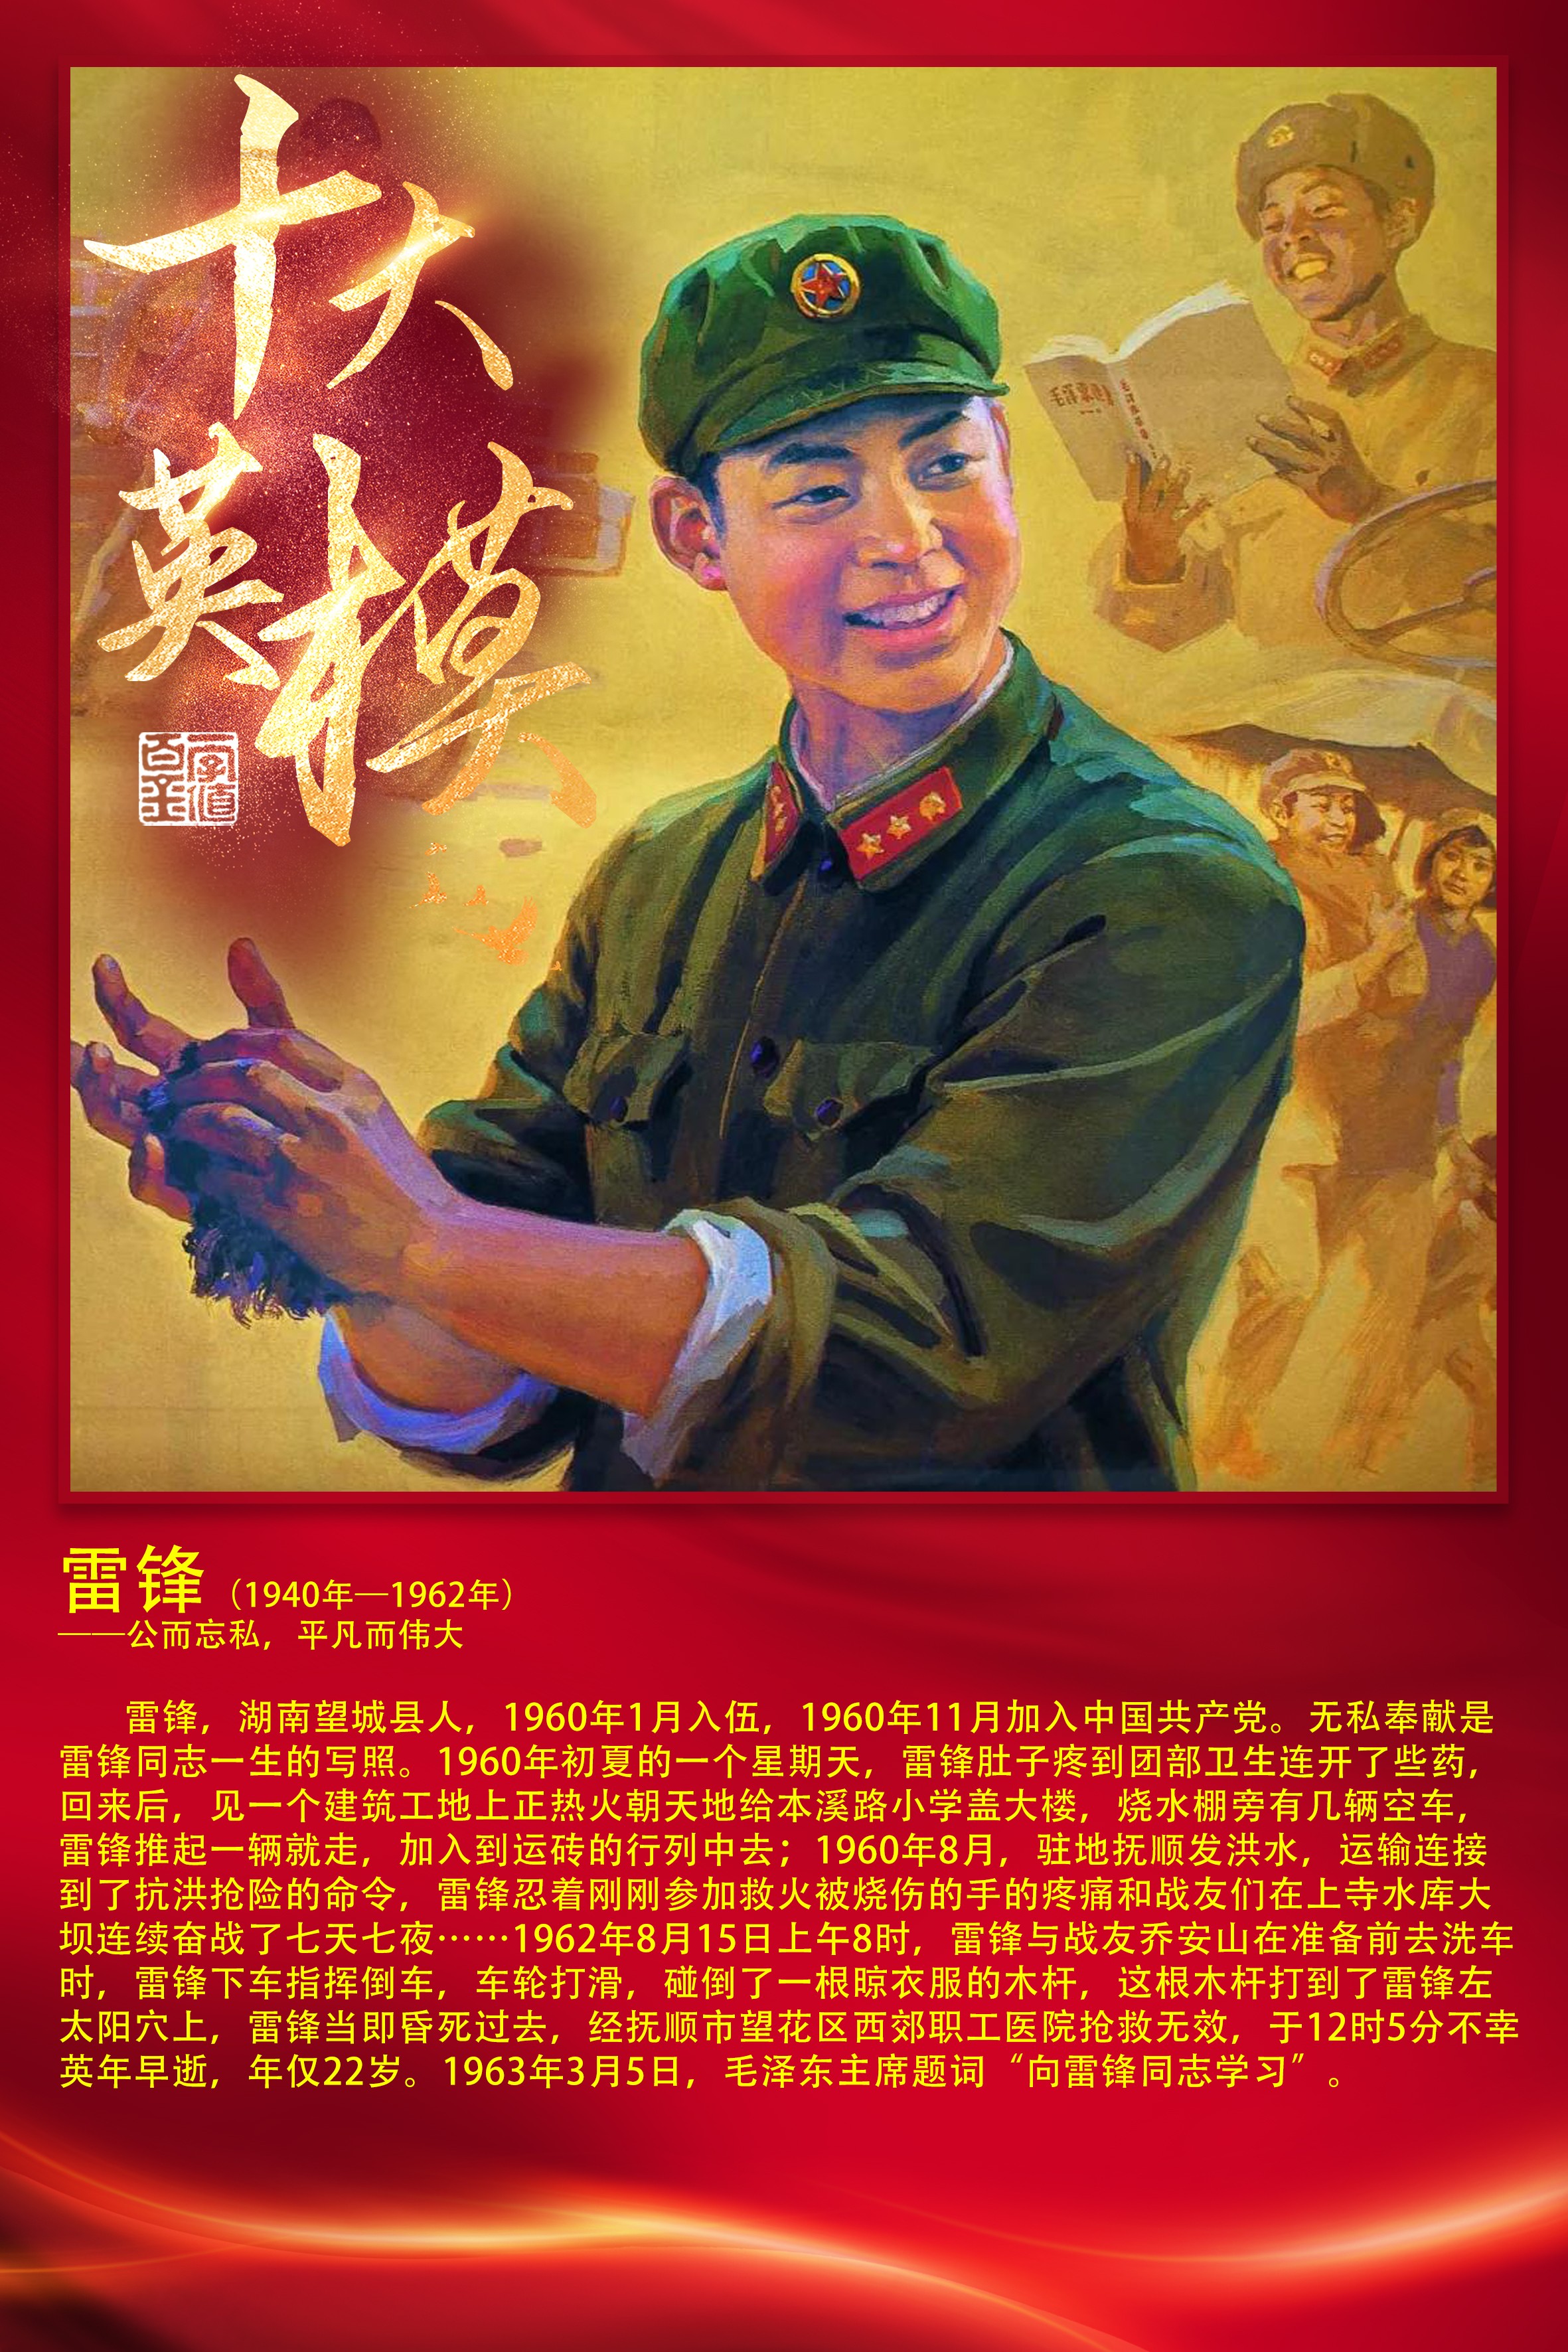 十大
英模
一字值百金
毛泽东选集
雷锋（1940年—1962年）
——公而忘私，平凡而伟大
雷锋，湖南望城县人，1960年1月入伍，1960年11月加入中国共产党。无私奉献是
雷锋同志一生的写照。1960年初夏的一个星期天，雷锋肚子疼到团部卫生连开了些药，
回来后，见一个建筑工地上正热火朝天地给本溪路小学盖大楼，烧水棚旁有几辆空车，
雷锋推起一辆就走，加入到运砖的行列中去；1960年8月，驻地抚顺发洪水，运输连接
到了抗洪抢险的命令，雷锋忍着刚刚参加救火被烧伤的手的疼痛和战友们在上寺水库大
坝连续奋战了七天七夜……1962年8月15日上午8时，雷锋与战友乔安山在准备前去洗车
时，雷锋下车指挥倒车，车轮打滑，碰倒了一根晾衣服的木杆，这根木杆打到了雷锋左
太阳穴上，雷锋当即昏死过去，经抚顺市望花区西郊职工医院抢救无效，于12时5分不幸
英年早逝，年仅22岁。1963年3月5日，毛泽东主席题词“向雷锋同志学习”。